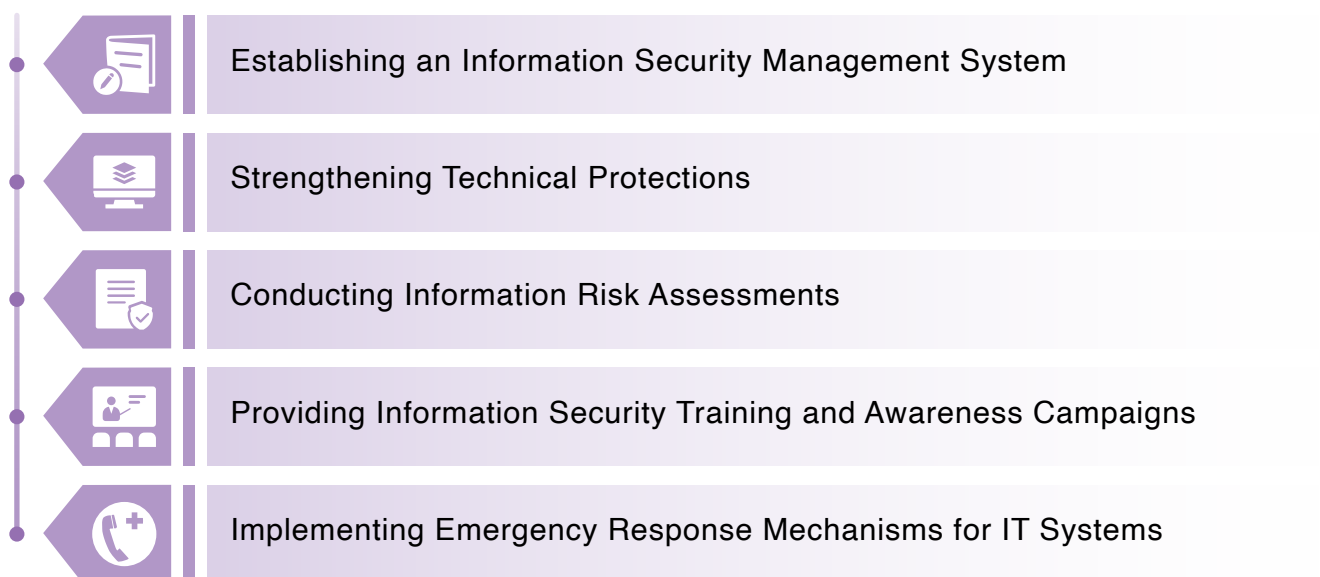 Establishing an Information Security Management System
Strengthening Technical Protections
Conducting Information Risk Assessments
Providing Information Security Training and Awareness Campaigns
Implementing Emergency Response Mechanisms for IT Systems